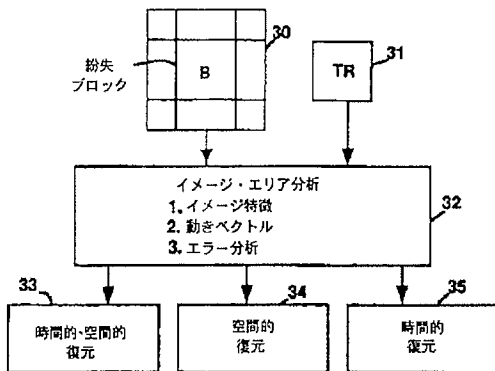 30
紛失
ブロック
B
31
TR
イメージ・エリア分析
1. イメージ特徴
2. 動きベクトル
3. エラー分析
32
33
時間的・空間的
復元
34
空間的
復元
35
時間的
復元